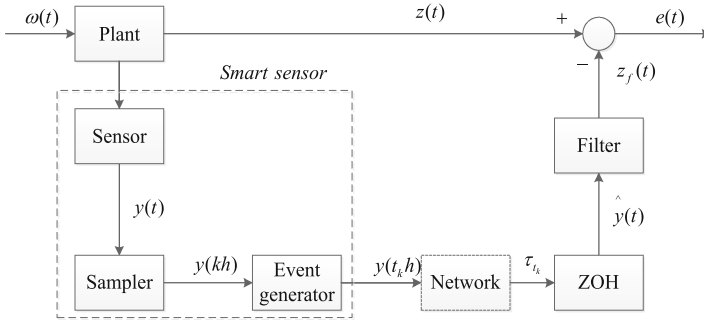 ω(t)
Plant
z(t)
+
e(t)
−
z_f(t)
Smart sensor
Sensor
Filter
y(t)
ŷ(t)
Sampler
y(kh)
Event
generator
y(t_k h)
Network
τ_{t_k}
ZOH